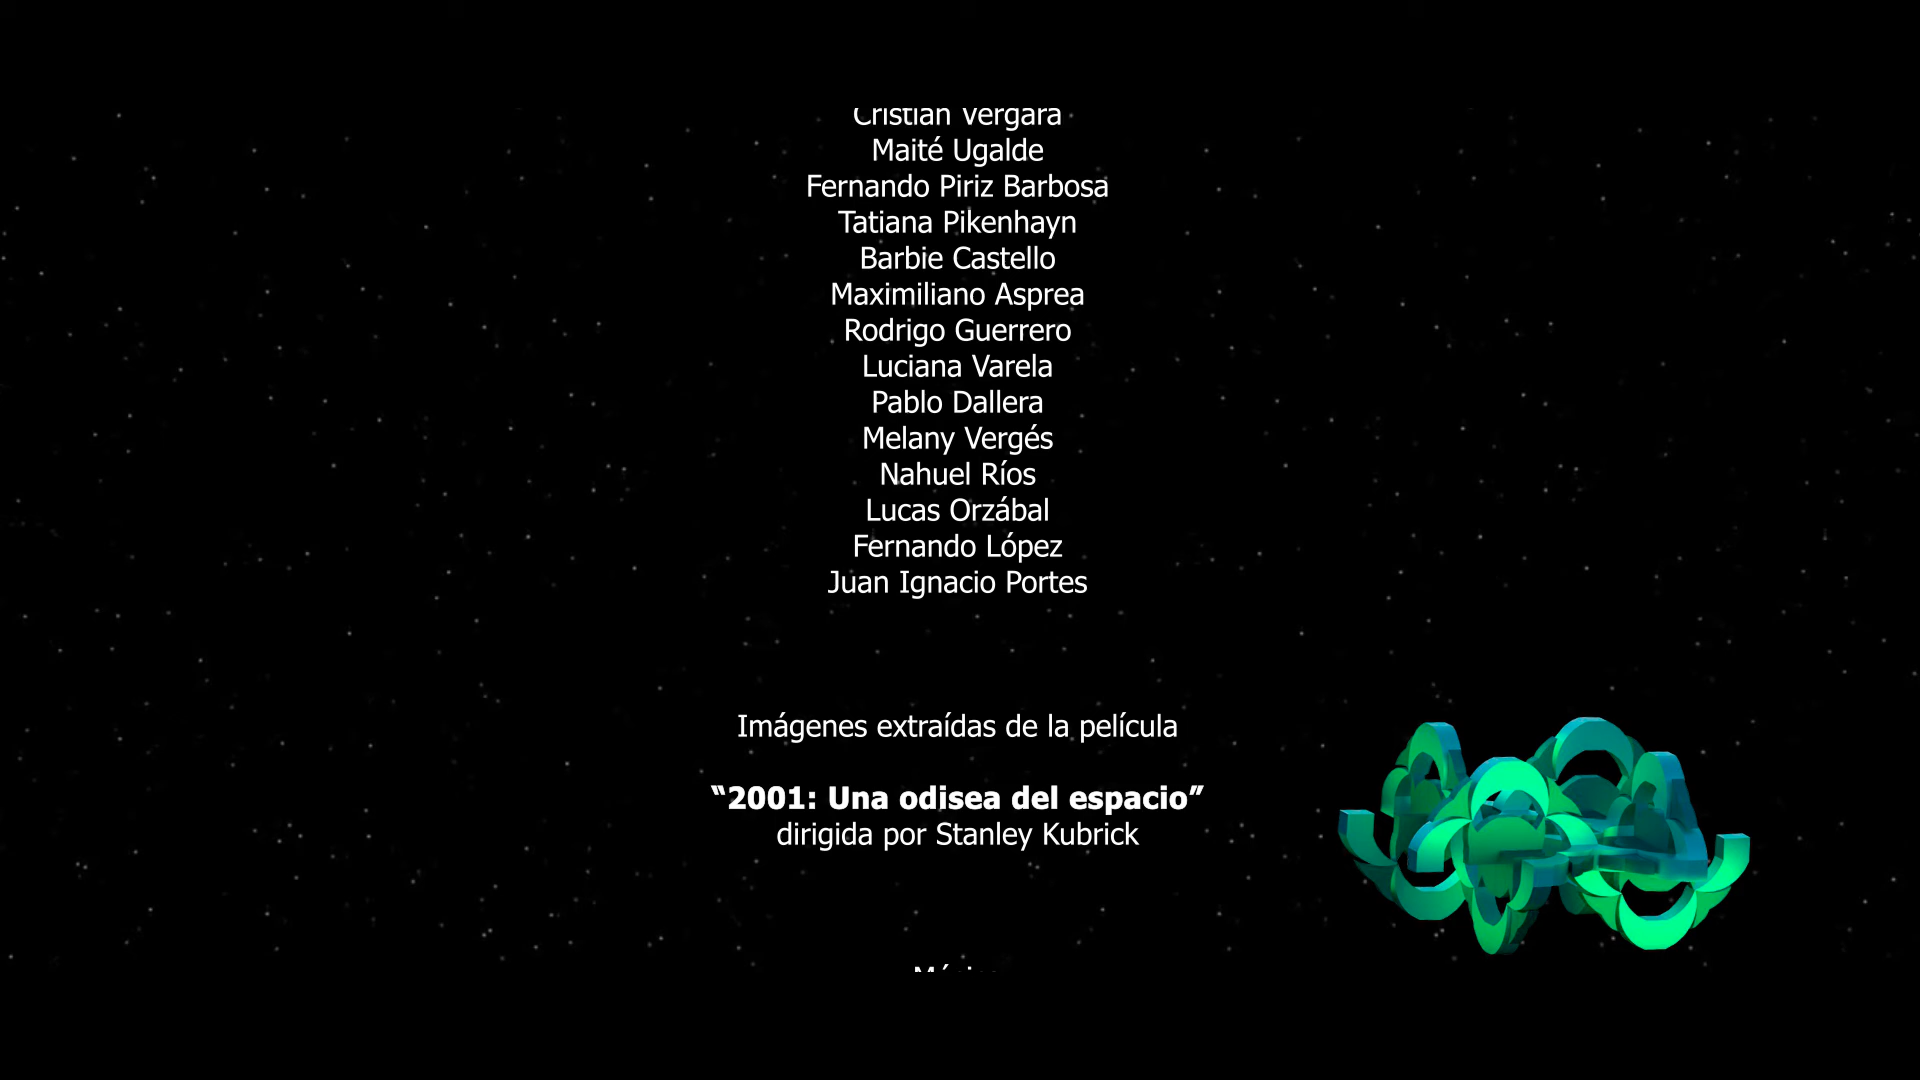 Cristian Vergara
Maité Ugalde
Fernando Piriz Barbosa
Tatiana Pikenhayn
Barbie Castello
Maximiliano Asprea
Rodrigo Guerrero
Luciana Varela
Pablo Dallera
Melany Vergés
Nahuel Ríos
Lucas Orzábal
Fernando López
Juan Ignacio Portes
Imágenes extraídas de la película
“2001: Una odisea del espacio”
dirigida por Stanley Kubrick